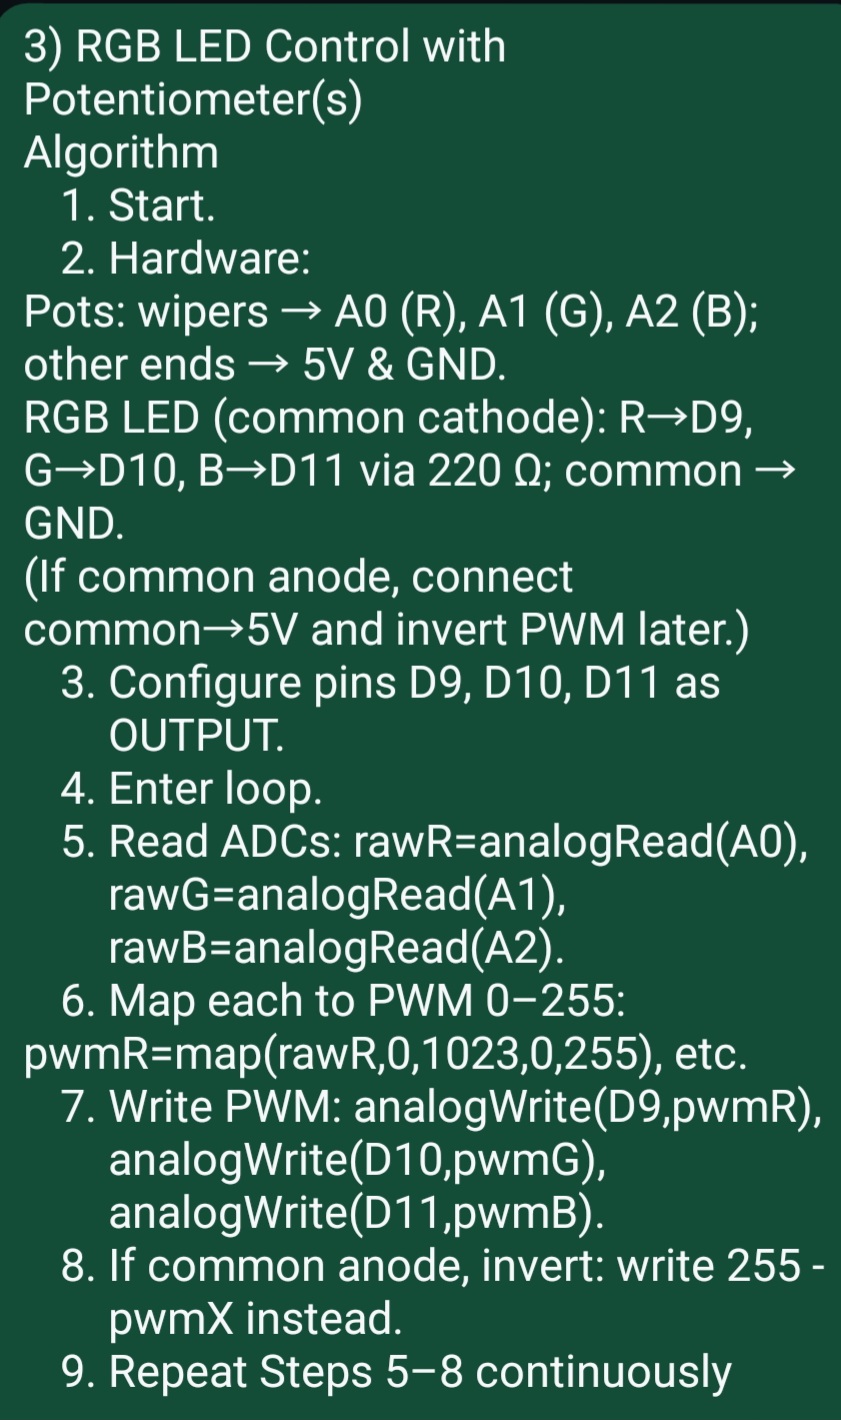 3) RGB LED Control with
Potentiometer(s)
Algorithm
1. Start.
2. Hardware:
Pots: wipers → A0 (R), A1 (G), A2 (B);
other ends → 5V & GND.
RGB LED (common cathode): R→D9,
G→D10, B→D11 via 220 Ω; common →
GND.
(If common anode, connect
common→5V and invert PWM later.)
3. Configure pins D9, D10, D11 as
OUTPUT.
4. Enter loop.
5. Read ADCs: rawR=analogRead(A0),
rawG=analogRead(A1),
rawB=analogRead(A2).
6. Map each to PWM 0–255:
pwmR=map(rawR,0,1023,0,255), etc.
7. Write PWM: analogWrite(D9,pwmR),
analogWrite(D10,pwmG),
analogWrite(D11,pwmB).
8. If common anode, invert: write 255 -
pwmX instead.
9. Repeat Steps 5–8 continuously